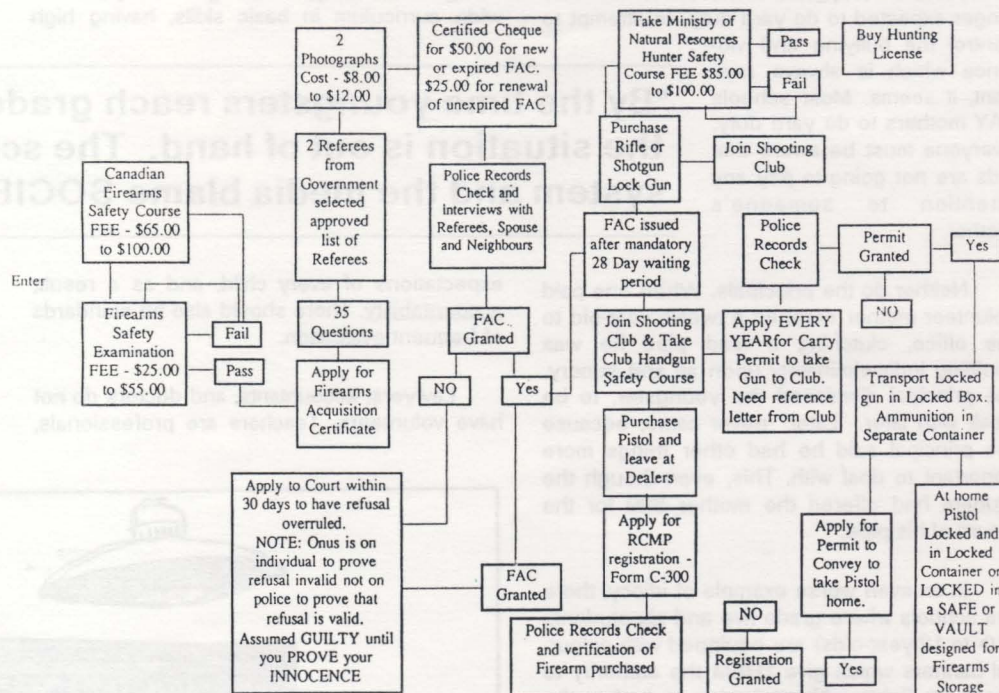 Enter
Canadian
Firearms
Safety Course
FEE - $65.00
to $100.00
Firearms
Safety
Examination
FEE - $25.00
to $55.00
Fail
Pass
2
Photographs
Cost - $8.00
to $12.00
2 Referees
from
Government
selected
approved
list of
Referees
35
Questions
Apply for
Firearms
Acquisition
Certificate
Certified Cheque
for $50.00 for new
or expired FAC.
$25.00 for renewal
of unexpired FAC
Police Records
Check and
interviews with
Referees, Spouse
and Neighbours
FAC
Granted
NO
Yes
Apply to Court within
30 days to have refusal
overruled.
NOTE: Onus is on
individual to prove
refusal invalid not on
police to prove that
refusal is valid.
Assumed GUILTY until
you PROVE your
INNOCENCE
FAC
Granted
Take Ministry of
Natural Resources
Hunter Safety
Course FEE $85.00
to $100.00
Pass
Fail
Buy Hunting
License
Purchase
Rifle or
Shotgun
Lock Gun
Join Shooting
Club
FAC issued
after mandatory
28 Day waiting
period
Join Shooting
Club & Take
Club Handgun
Safety Course
Purchase
Pistol and
leave at
Dealers
Apply for
RCMP
registration -
Form C-300
Police Records Check
and verification of
Firearm purchased
NO
Registration
Granted
Yes
Police
Records
Check
Permit
Granted
Yes
NO
Apply EVERY
YEARfor Carry
Permit to take
Gun to Club.
Need reference
letter from Club
Transport Locked
gun in Locked Box.
Ammunition in
Separate Container
Apply for
Permit to
Convey to
take Pistol
home.
At home
Pistol
Locked and
in Locked
Container or
LOCKED in
a SAFE or
VAULT
designed for
Firearms
Storage